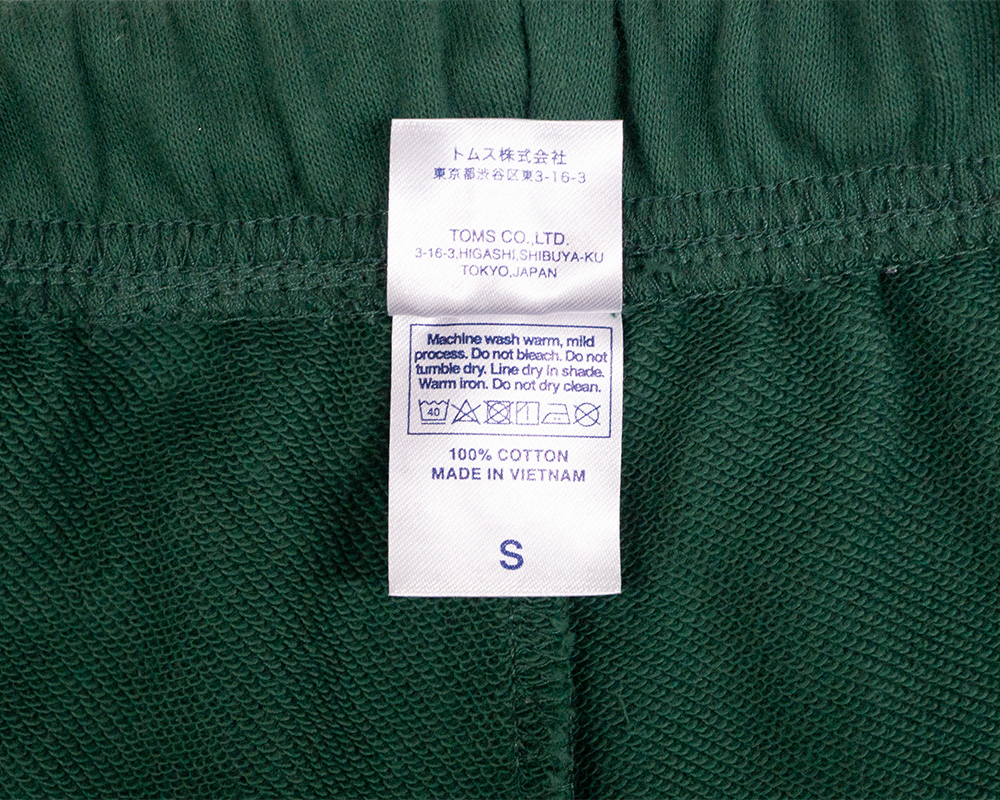 トムス株式会社
東京都渋谷区東3-16-3
TOMS CO.,LTD.
3-16-3,HIGASHI,SHIBUYA-KU
TOKYO,JAPAN
Machine wash warm, mild
process. Do not bleach. Do not
tumble dry. Line dry in shade.
Warm iron. Do not dry clean.
40
100% COTTON
MADE IN VIETNAM
S